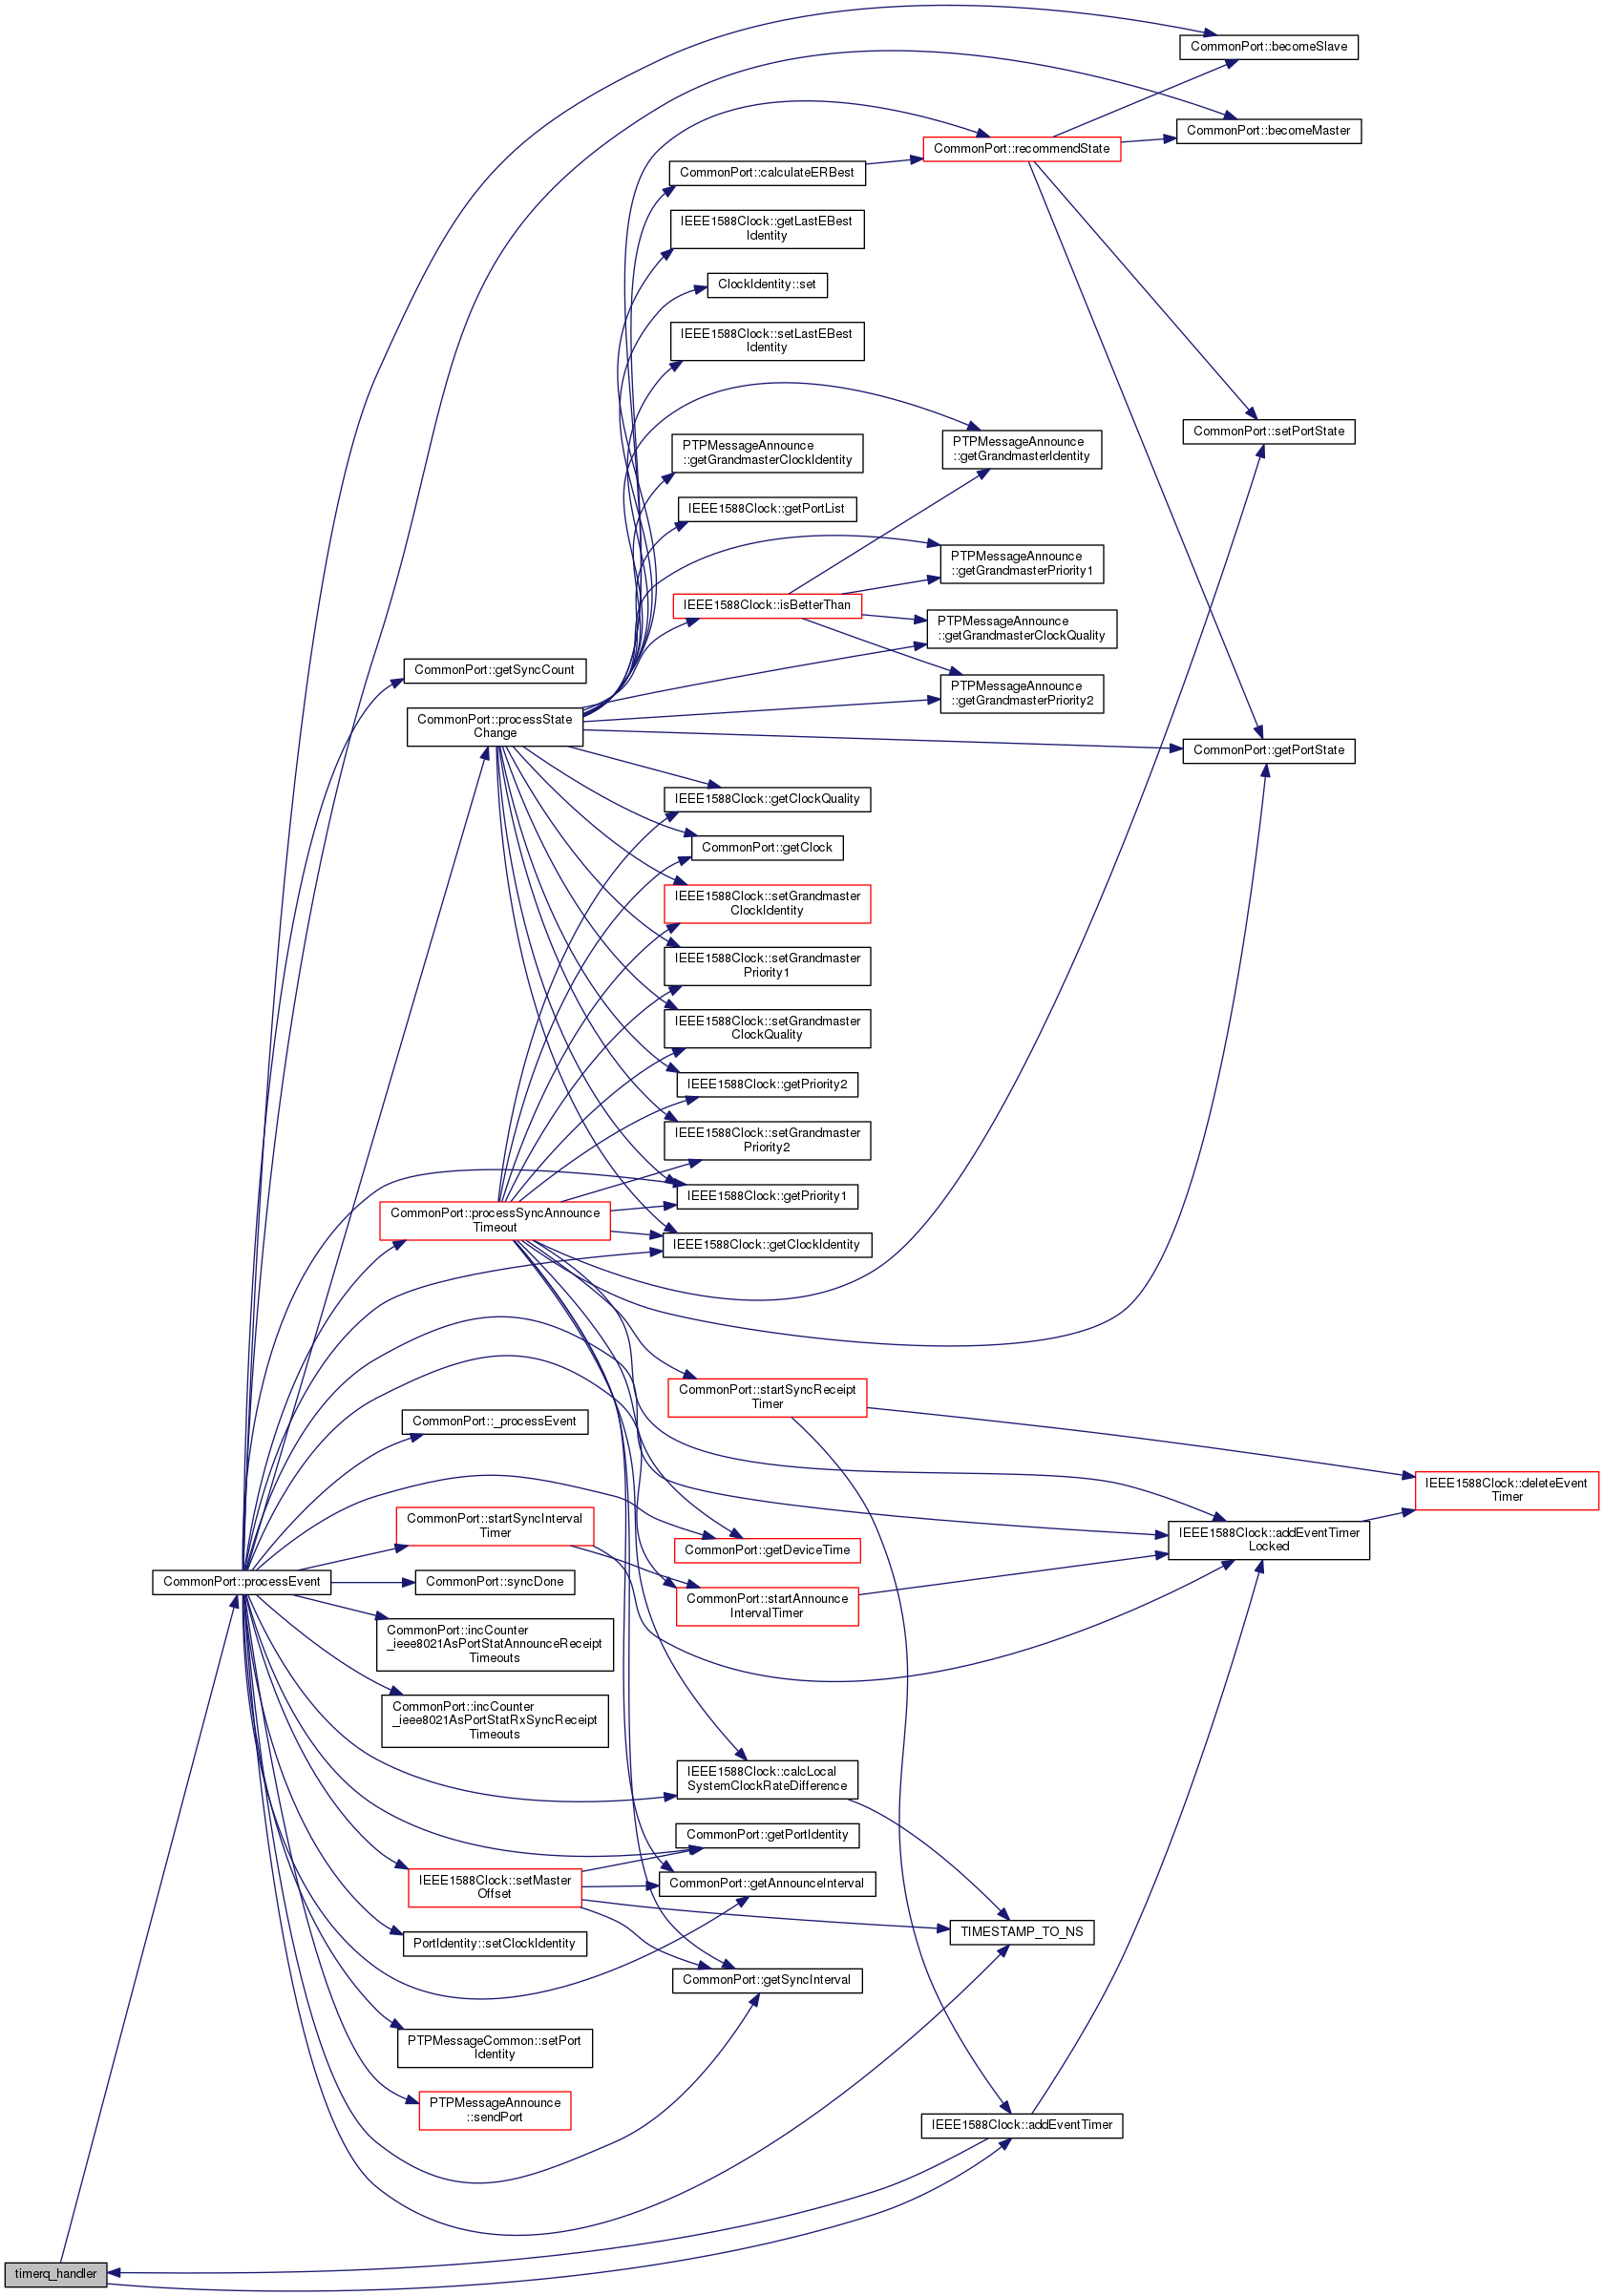 CommonPort::becomeSlave
CommonPort::becomeMaster
CommonPort::recommendState
CommonPort::calculateERBest
IEEE1588Clock::getLastEBest
Identity
ClockIdentity::set
IEEE1588Clock::setLastEBest
Identity
PTPMessageAnnounce
::getGrandmasterClockIdentity
PTPMessageAnnounce
::getGrandmasterIdentity
CommonPort::setPortState
IEEE1588Clock::getPortList
PTPMessageAnnounce
::getGrandmasterPriority1
IEEE1588Clock::isBetterThan
PTPMessageAnnounce
::getGrandmasterClockQuality
CommonPort::getSyncCount
PTPMessageAnnounce
::getGrandmasterPriority2
CommonPort::processState
Change
CommonPort::getPortState
IEEE1588Clock::getClockQuality
CommonPort::getClock
IEEE1588Clock::setGrandmaster
ClockIdentity
IEEE1588Clock::setGrandmaster
Priority1
IEEE1588Clock::setGrandmaster
ClockQuality
IEEE1588Clock::getPriority2
IEEE1588Clock::setGrandmaster
Priority2
IEEE1588Clock::getPriority1
CommonPort::processSyncAnnounce
Timeout
IEEE1588Clock::getClockIdentity
CommonPort::startSyncReceipt
Timer
CommonPort::_processEvent
IEEE1588Clock::deleteEvent
Timer
CommonPort::startSyncInterval
Timer
IEEE1588Clock::addEventTimer
Locked
CommonPort::getDeviceTime
CommonPort::processEvent
CommonPort::syncDone
CommonPort::startAnnounce
IntervalTimer
CommonPort::incCounter
_ieee8021AsPortStatAnnounceReceipt
Timeouts
CommonPort::incCounter
_ieee8021AsPortStatRxSyncReceipt
Timeouts
IEEE1588Clock::calcLocal
SystemClockRateDifference
CommonPort::getPortIdentity
IEEE1588Clock::setMaster
Offset
CommonPort::getAnnounceInterval
TIMESTAMP_TO_NS
PortIdentity::setClockIdentity
CommonPort::getSyncInterval
PTPMessageCommon::setPort
Identity
PTPMessageAnnounce
::sendPort
IEEE1588Clock::addEventTimer
timerq_handler